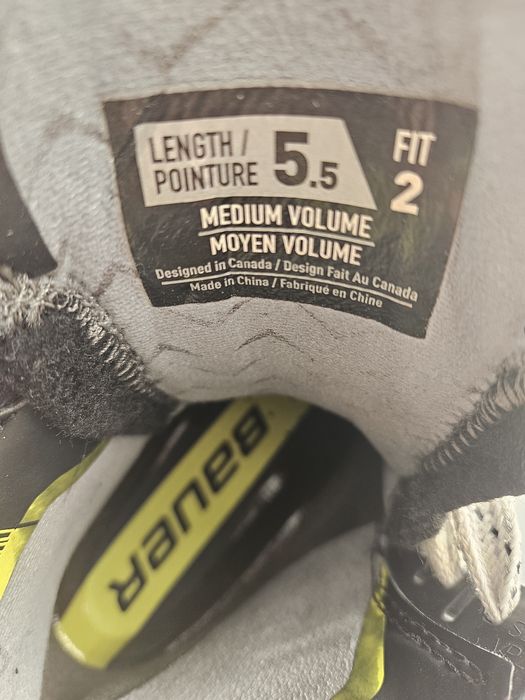 LENGTH /
POINTURE
5.5
FIT
2
MEDIUM VOLUME
MOYEN VOLUME
Designed in Canada / Design Fait Au Canada
Made in China / Fabriqué en Chine
BAUER